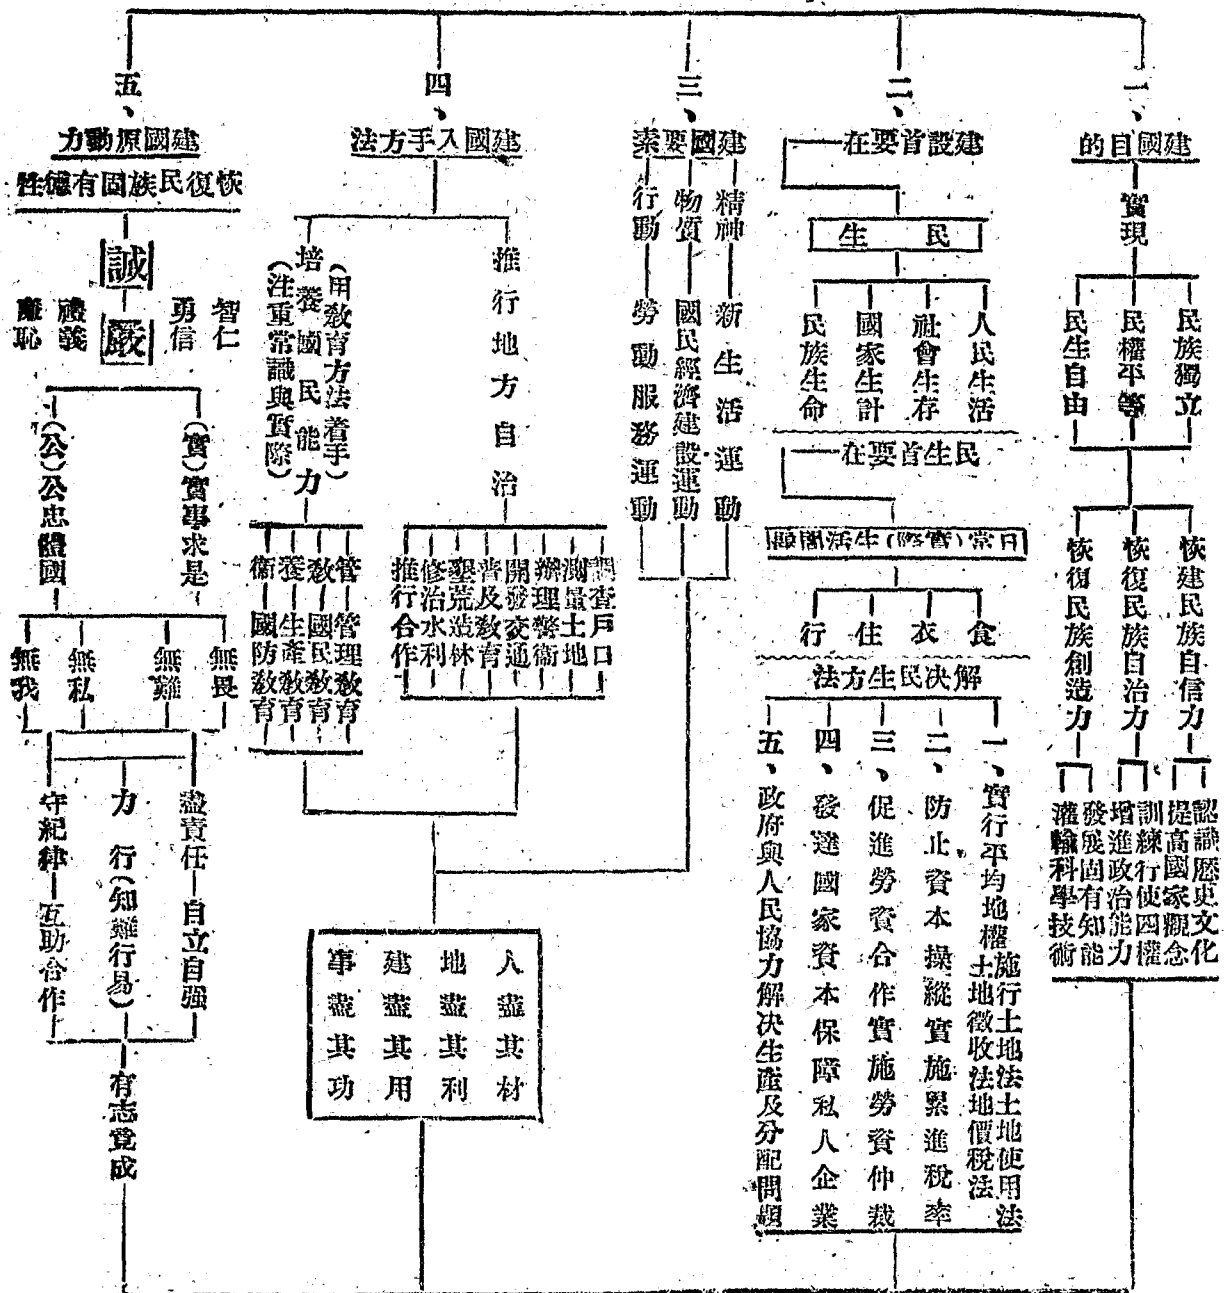 一、
建國目的
實現
民族獨立
民權平等
民生自由
恢建民族自信力
恢復民族自治力
恢復民族創造力
認識歷史文化
提高國家觀念
訓練行使四權
增進政治能力
發展固有知能
灌輸科學技術
二、
建設首要在
民生
人民生活
社會生存
國家生計
民族生命
民生首要在
日常(實際)生活問題
食
衣
住
行
解決民生方法
一、實行平均地權施行土地法土地使用法
土地徵收法地價稅法
二、防止資本操縱實施累進稅率
三、促進勞資合作實施勞資仲裁
四、發達國家資本保障私人企業
五、政府與人民協力解决生產及分配問題
三、
建國要素
精神
新生活運動
物質
國民經濟建設運動
行動
勞動服務運動
四、
建國入手方法
推行地方自治
調查戶口
測量土地
辦理警衞
開發交通
普及敎育
墾荒造林
修治水利
推行合作
(用敎育方法着手)
培養國民能力
(注重常識與實際)
管
管理敎育
敎
國民敎育
養
生產敎育
衞
國防敎育
人盡其材
地盡其利
建盡其用
事盡其功
五、
建國原動力
恢復民族固有德性
誠
嚴
智仁
勇信
禮義
廉恥
(實)實事求是
(公)公忠體國
無畏
無難
無私
無我
盡責任
自立自强
力行(知難行易)
守紀律
互助合作
有志竟成